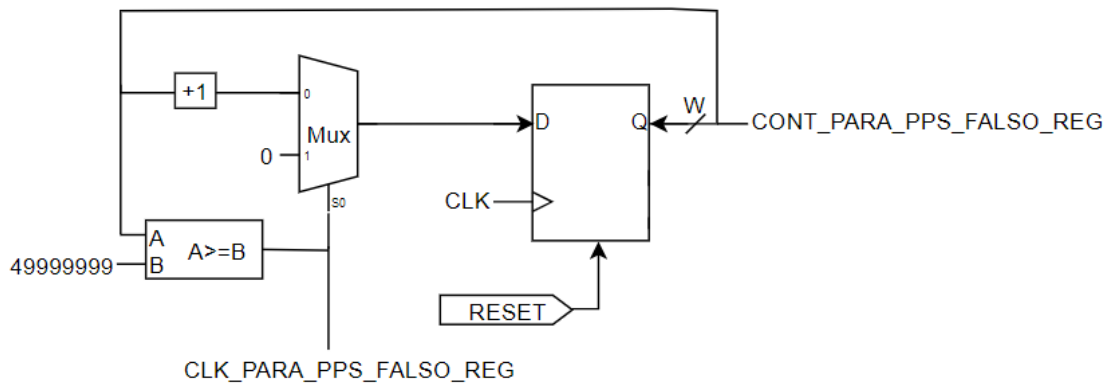 +1
0
Mux
0
1
S0
D
Q
W
CONT_PARA_PPS_FALSO_REG
CLK
A
B
A>=B
49999999
RESET
CLK_PARA_PPS_FALSO_REG